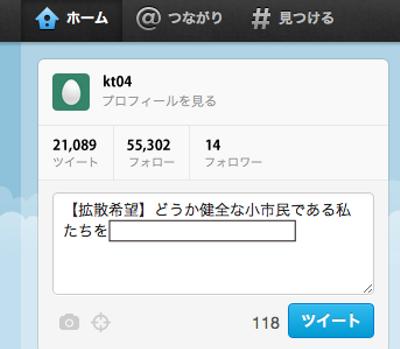 ホーム @ つながり # 見つける
kt04
プロフィールを見る
21,089 55,302 14
ツイート フォロー フォロワー
【拡散希望】どうか健全な小市民である私
たちを
118 ツイート